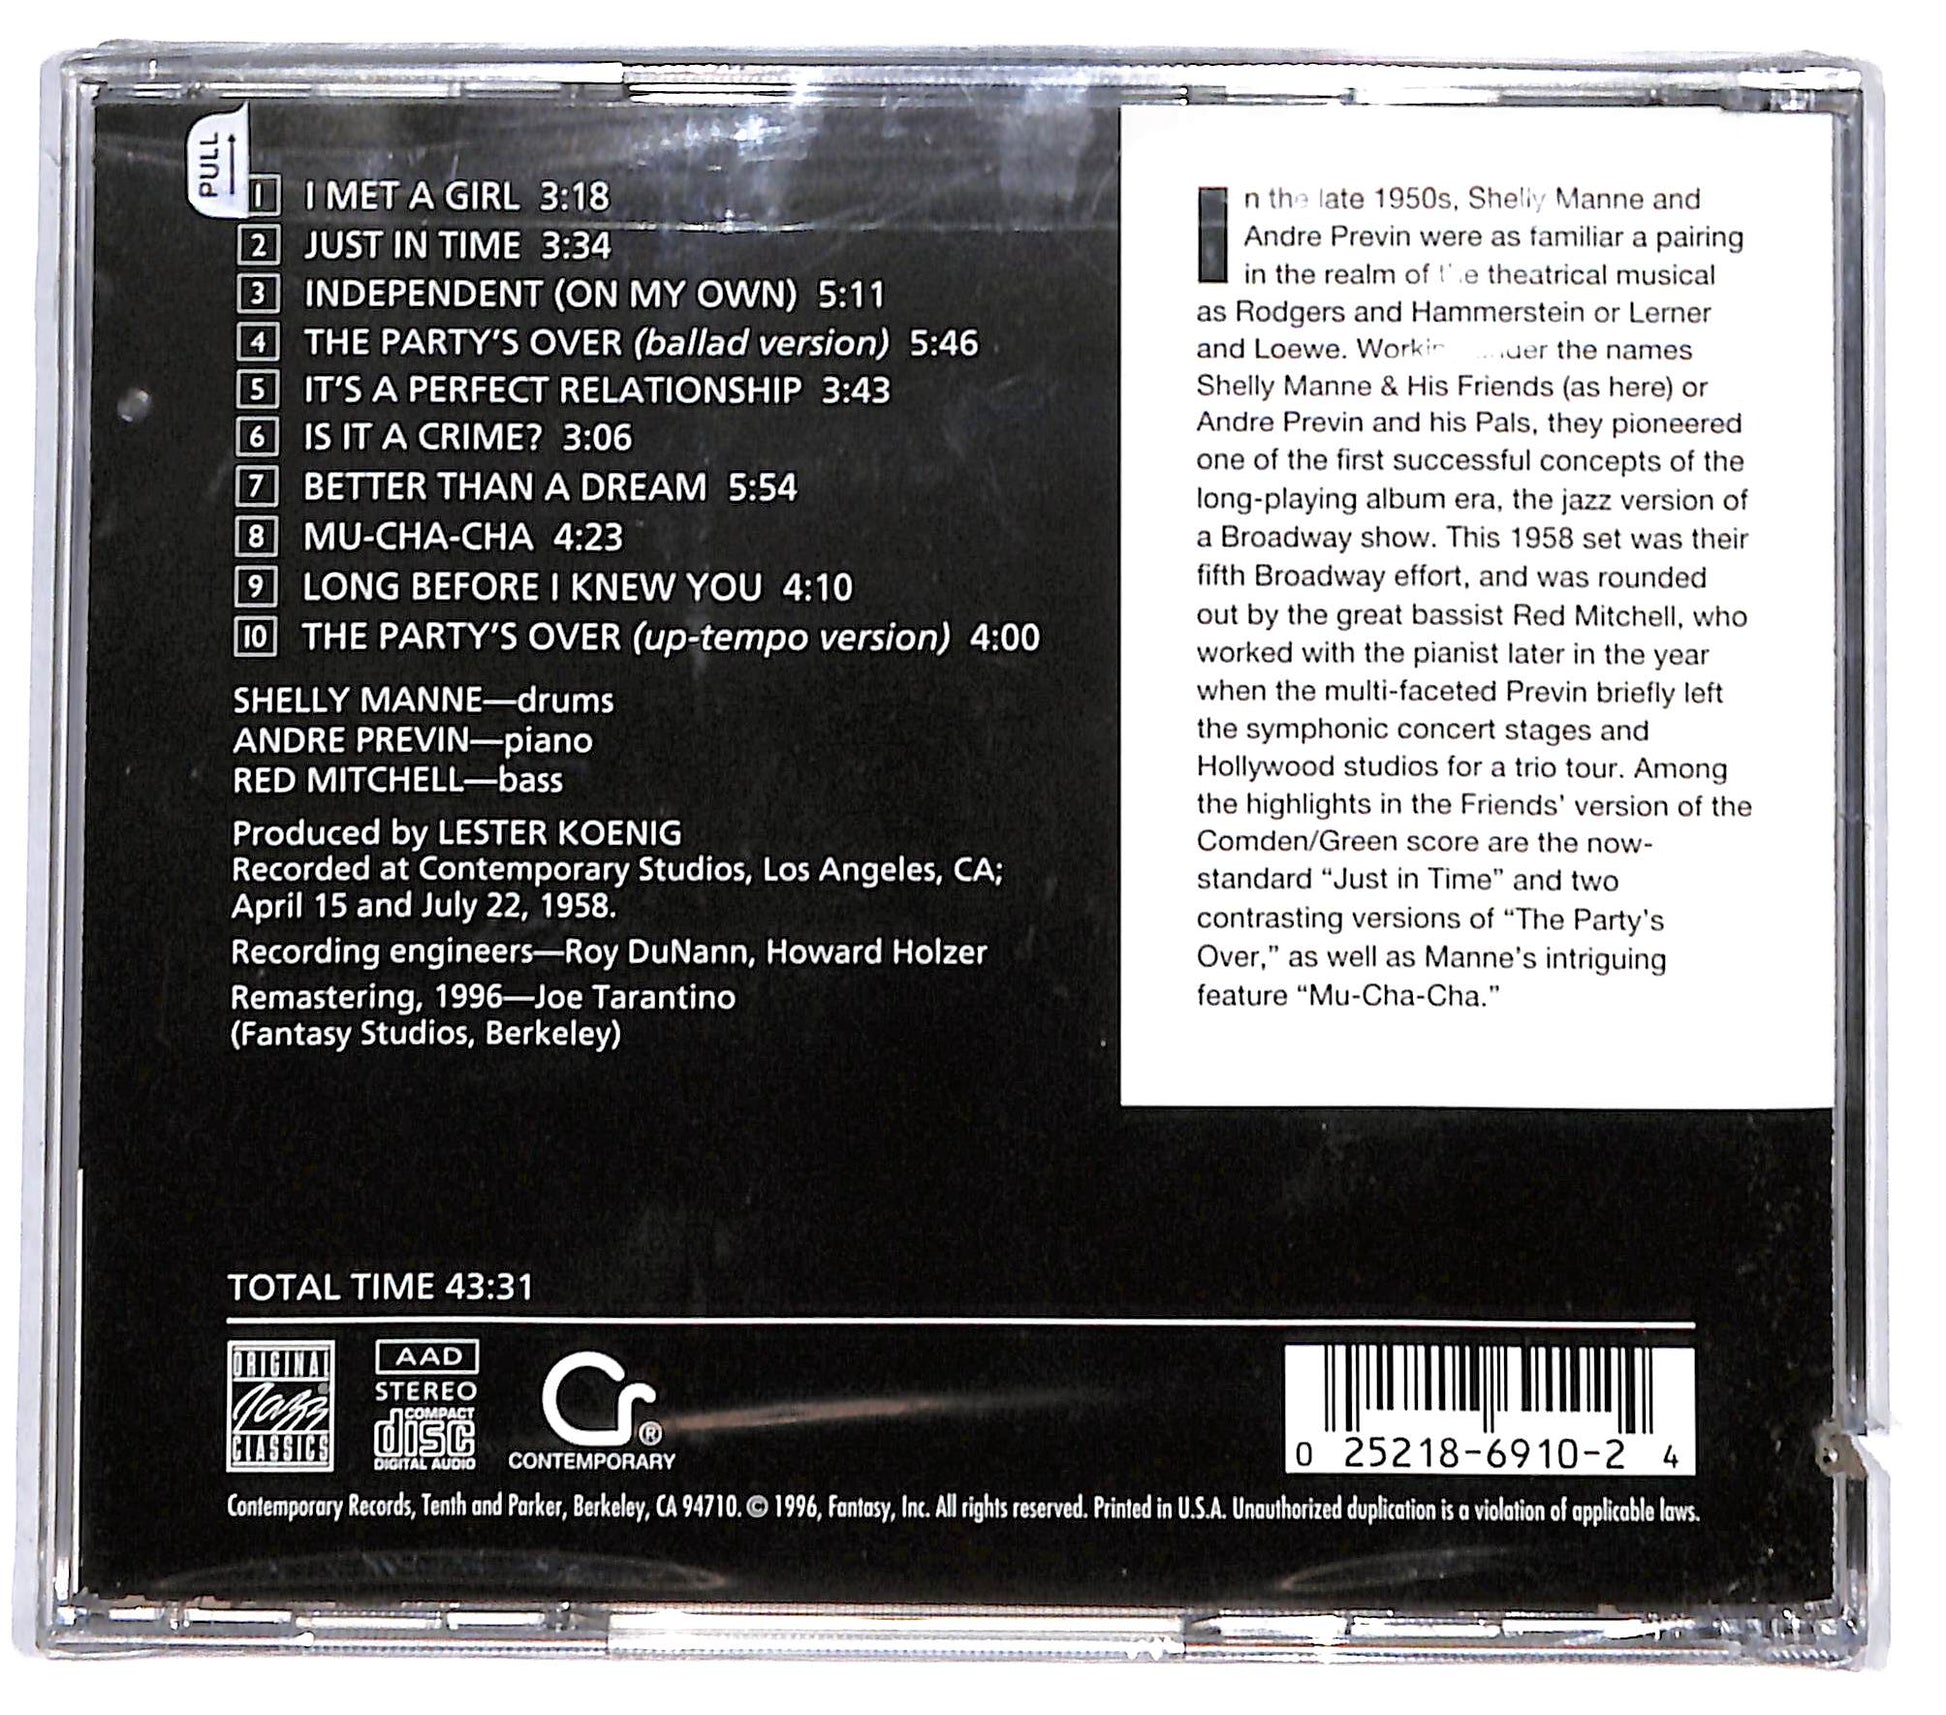 PULL
1 I MET A GIRL 3:18
2 JUST IN TIME 3:34
3 INDEPENDENT (ON MY OWN) 5:11
4 THE PARTY'S OVER (ballad version) 5:46
5 IT'S A PERFECT RELATIONSHIP 3:43
6 IS IT A CRIME? 3:06
7 BETTER THAN A DREAM 5:54
8 MU-CHA-CHA 4:23
9 LONG BEFORE I KNEW YOU 4:10
10 THE PARTY'S OVER (up-tempo version) 4:00
SHELLY MANNE—drums
ANDRE PREVIN—piano
RED MITCHELL—bass
Produced by LESTER KOENIG
Recorded at Contemporary Studios, Los Angeles, CA;
April 15 and July 22, 1958.
Recording engineers—Roy DuNann, Howard Holzer
Remastering, 1996—Joe Tarantino
(Fantasy Studios, Berkeley)
In the late 1950s, Shelly Manne and
Andre Previn were as familiar a pairing
in the realm of the theatrical musical
as Rodgers and Hammerstein or Lerner
and Loewe. the names
Shelly Manne & His Friends (as here) or
Andre Previn and his Pals, they pioneered
one of the first successful concepts of the
long-playing album era, the jazz version of
a Broadway show. This 1958 set was their
fifth Broadway effort, and was rounded
out by the great bassist Red Mitchell, who
worked with the pianist later in the year
when the multi-faceted Previn briefly left
the symphonic concert stages and
Hollywood studios for a trio tour. Among
the highlights in the Friends' version of the
Comden/Green score are the now-
standard “Just in Time” and two
contrasting versions of “The Party's
Over,” as well as Manne's intriguing
feature “Mu-Cha-Cha.”
TOTAL TIME 43:31
ORIGINAL
Jazz
CLASSICS
AAD
STEREO
COMPACT
disc
DIGITAL AUDIO
Cr®
CONTEMPORARY
0 25218-6910-2 4
Contemporary Records, Tenth and Parker, Berkeley, CA 94710. © 1996, Fantasy, Inc. All rights reserved. Printed in U.S.A. Unauthorized duplication is a violation of applicable laws.